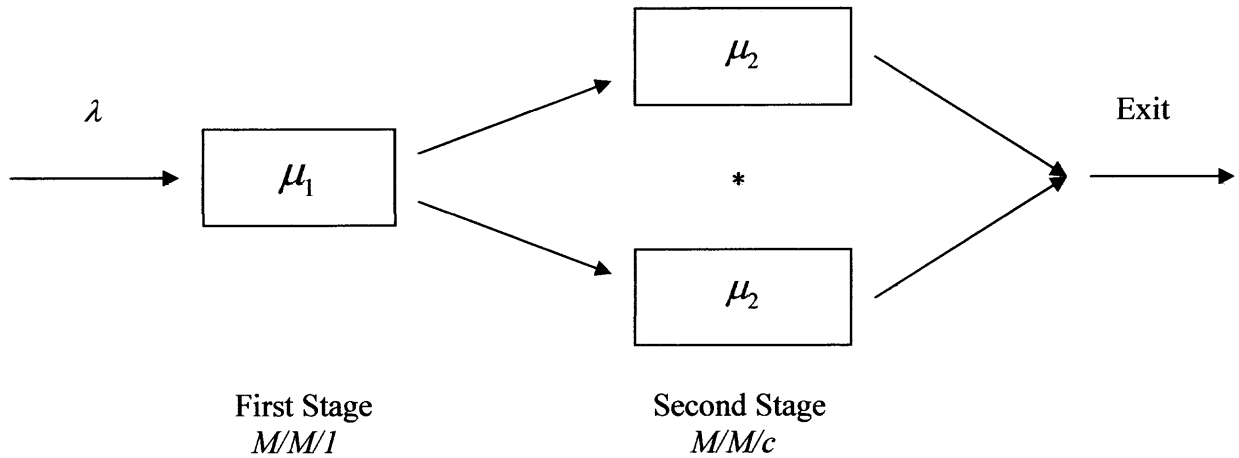 μ₂
λ
Exit
μ₁
*
μ₂
First Stage
M/M/1
Second Stage
M/M/c